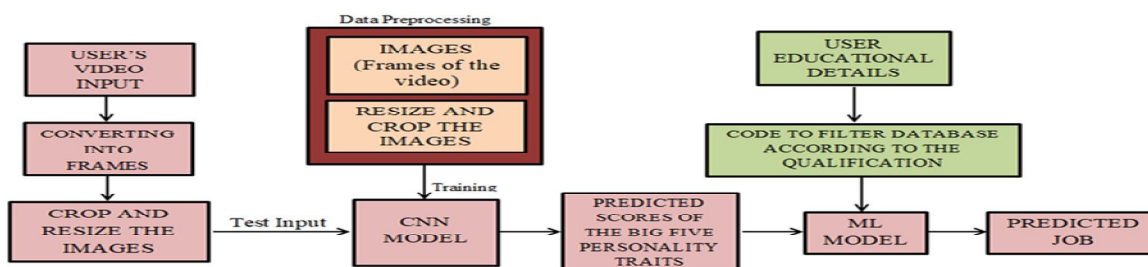 Data Preprocessing
USER'S
VIDEO
INPUT
CONVERTING
INTO
FRAMES
CROP AND
RESIZE THE
IMAGES
Test Input
IMAGES
(Frames of the
video)
RESIZE AND
CROP THE
IMAGES
Training
CNN
MODEL
PREDICTED
SCORES OF
THE BIG FIVE
PERSONALITY
TRAITS
USER
EDUCATIONAL
DETAILS
CODE TO FILTER DATABASE
ACCORDING TO THE
QUALIFICATION
ML
MODEL
PREDICTED
JOB